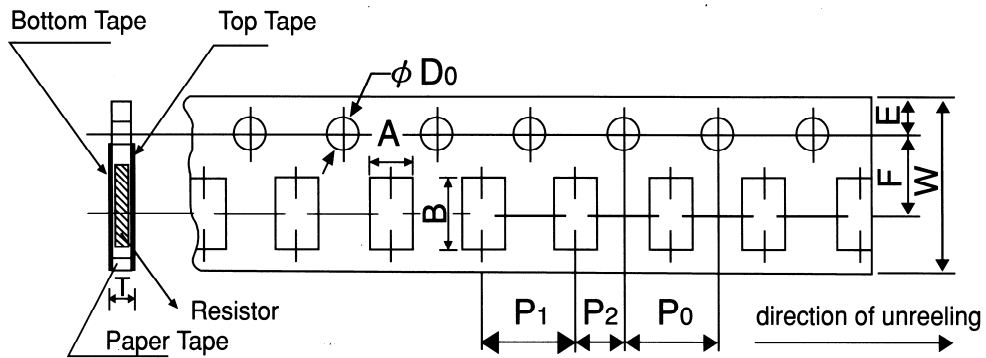 Bottom Tape
Top Tape
ϕ D0
A
B
E
F
W
T
Resistor
Paper Tape
P1
P2
P0
direction of unreeling